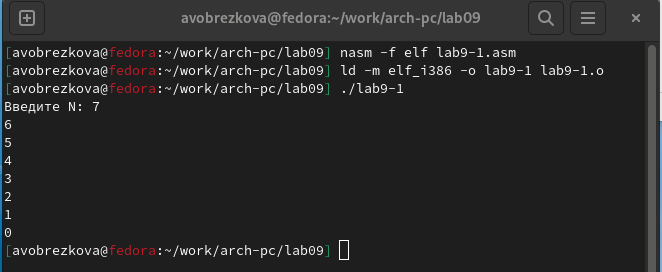 avobrezkova@fedora:~/work/arch-pc/lab09
[avobrezkova@fedora:~/work/arch-pc/lab09] nasm -f elf lab9-1.asm
[avobrezkova@fedora:~/work/arch-pc/lab09] ld -m elf_i386 -o lab9-1 lab9-1.o
[avobrezkova@fedora:~/work/arch-pc/lab09] ./lab9-1
Введите N: 7
6
5
4
3
2
1
0
[avobrezkova@fedora:~/work/arch-pc/lab09]